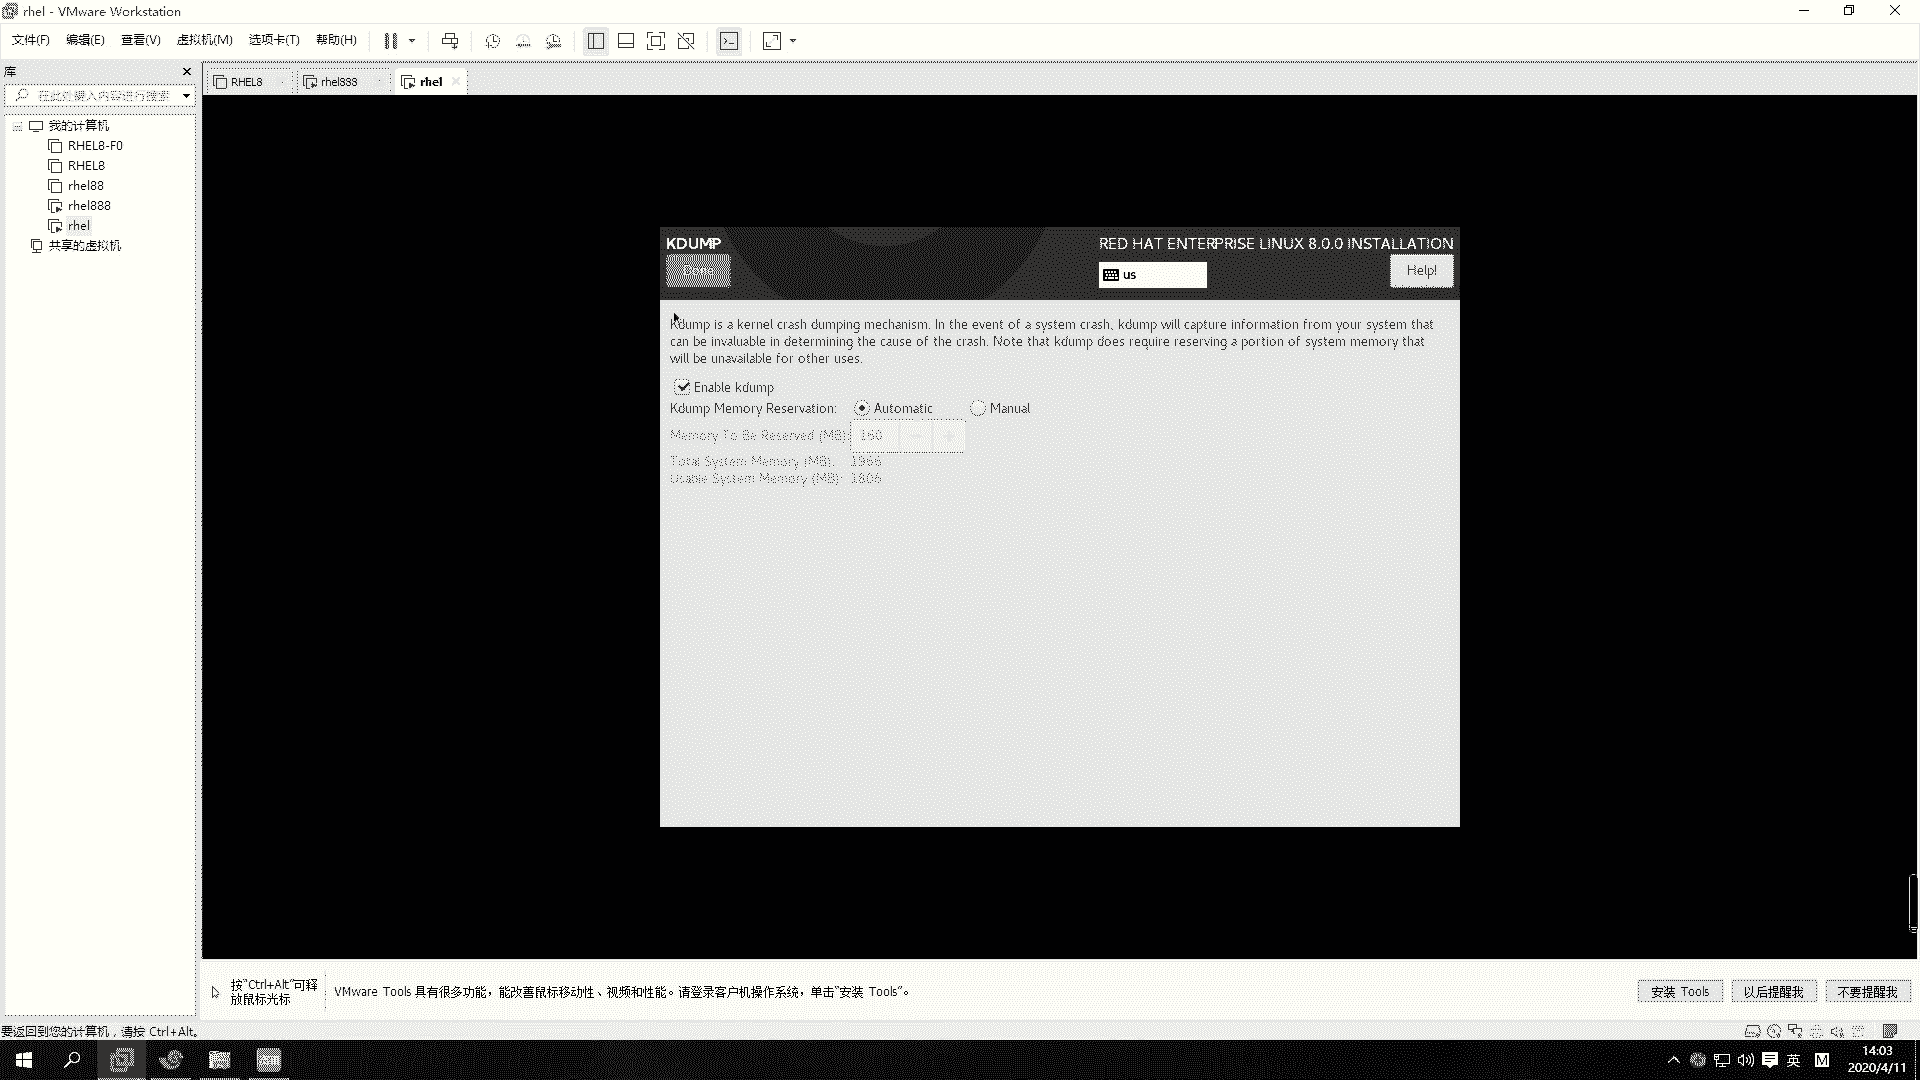 rhel - VMware Workstation
文件(F) 编辑(E) 查看(V) 虚拟机(M) 选项卡(T) 帮助(H)
库
在此处键入内容进行搜索
我的计算机
RHEL8-F0
RHEL8
rhel88
rhel888
rhel
共享的虚拟机
RHEL8 rhel888 rhel
KDUMP
RED HAT ENTERPRISE LINUX 8.0.0 INSTALLATION
Done
us
Help!
Kdump is a kernel crash dumping mechanism. In the event of a system crash, kdump will capture information from your system that
can be invaluable in determining the cause of the crash. Note that kdump does require reserving a portion of system memory that
will be unavailable for other uses.
Enable kdump
Kdump Memory Reservation: Automatic Manual
Memory To Be Reserved (MB): 160
Total System Memory (MB): 1966
Usable System Memory (MB): 1806
按"Ctrl+Alt"可释
放鼠标光标
VMware Tools 具有很多功能，能改善鼠标移动性、视频和性能。请登录客户机操作系统，单击"安装 Tools"。
安装 Tools 以后提醒我 不要提醒我
要返回到您的计算机，请按 Ctrl+Alt。
英 M
14:03
2020/4/11